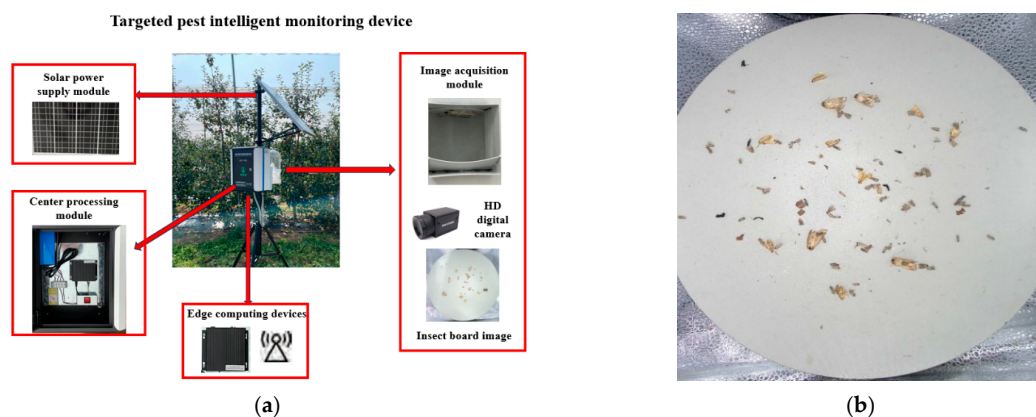 Targeted pest intelligent monitoring device
Solar power
supply module
Image acquisition
module
Center processing
module
HD
digital
camera
Edge computing devices
Insect board image
(a)
(b)